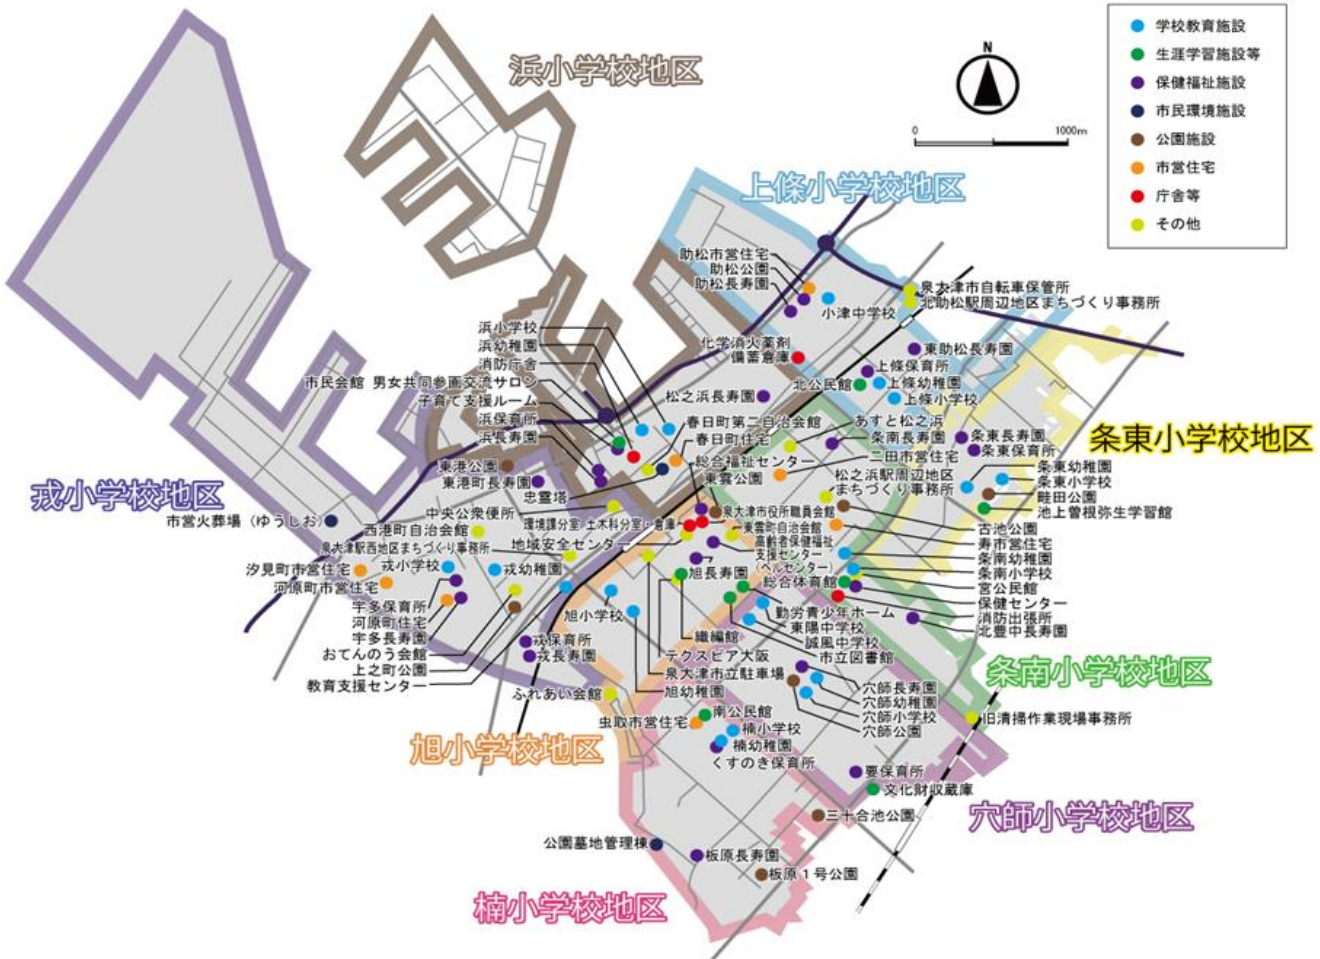 浜小学校地区
N
0 1000m
学校教育施設
生涯学習施設等
保健福祉施設
市民環境施設
公園施設
市営住宅
庁舎等
その他
上條小学校地区
助松市営住宅
助松公園
助松長寿園
小津中学校
泉大津市自転車保管所
北助松駅周辺地区まちづくり事務所
化学消火薬剤
備蓄倉庫
東助松長寿園
上條保育所
北公民館
上條幼稚園
上條小学校
浜小学校
浜幼稚園
消防庁舎
市民会館 男女共同参画交流サロン
子育て支援ルーム
浜保育所
浜長寿園
松之浜長寿園
春日町第二自治会館
春日町住宅
総合福祉センター
東雲公園
あすと松之浜
条南長寿園
二田市営住宅
松之浜駅周辺地区
まちづくり事務所
条東長寿園
条東保育所
条東小学校地区
条東幼稚園
条東小学校
畦田公園
池上曽根弥生学習館
東港公園
東港町長寿園
忠霊塔
戎小学校地区
市営火葬場（ゆうしお）
中央公衆便所
西港町自治会館
環境課分室・土木科分室・倉庫
泉大津駅西地区まちづくり事務所
地域安全センター
泉大津市役所職員会館
東雲町自治会館
高齢者保健福祉
支援センター
（ベルセンター）
総合体育館
古池公園
寿市営住宅
条南幼稚園
条南小学校
宮公民館
保健センター
消防出張所
北豊中長寿園
汐見町市営住宅
河原町市営住宅
戎小学校
戎幼稚園
宇多保育所
河原町住宅
宇多長寿園
おてんのう会館
上之町公園
教育支援センター
旭小学校
旭長寿園
戎保育所
戎長寿園
織編館
テクスピア大阪
泉大津市立駐車場
旭幼稚園
勤労青少年ホーム
東陽中学校
誠風中学校
市立図書館
条南小学校地区
ふれあい会館
穴師長寿園
穴師幼稚園
穴師小学校
穴師公園
旧清掃作業現場事務所
虫取市営住宅
南公民館
楠小学校
楠幼稚園
くすのき保育所
旭小学校地区
要保育所
文化財収蔵庫
三十合池公園
穴師小学校地区
公園墓地管理棟
板原長寿園
板原１号公園
楠小学校地区